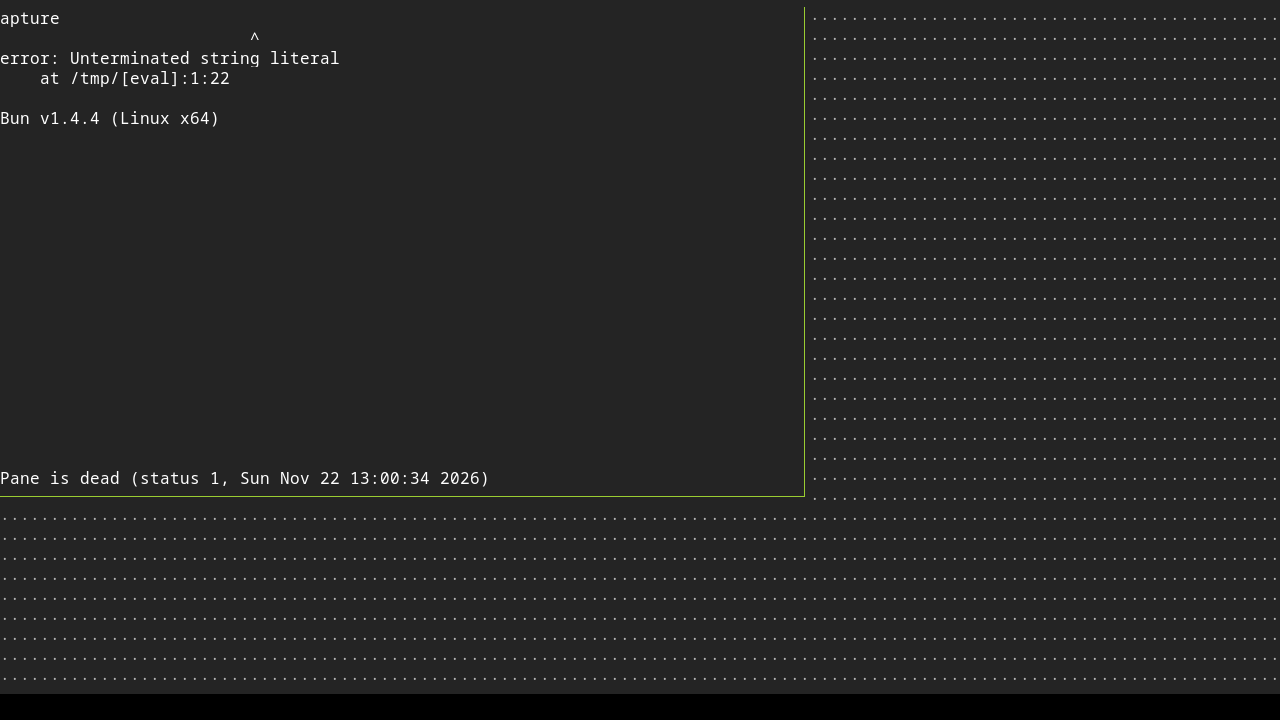 apture
^
error: Unterminated string literal
at /tmp/[eval]:1:22
Bun v1.4.4 (Linux x64)
Pane is dead (status 1, Sun Nov 22 13:00:34 2026)